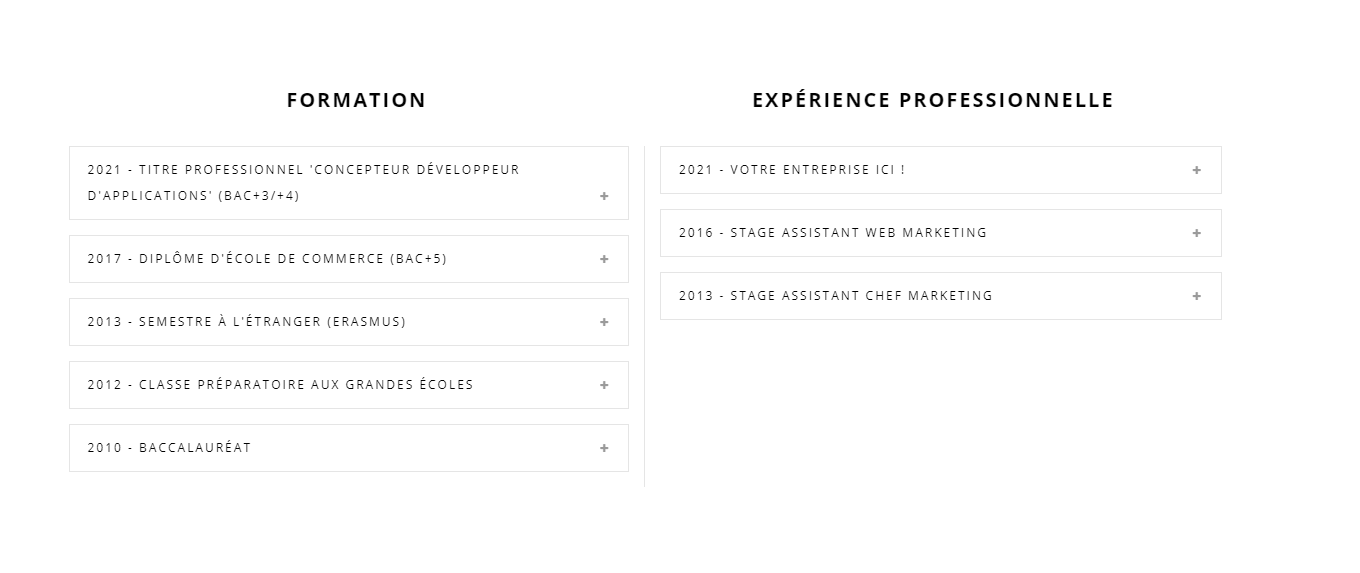 FORMATION
2021 - TITRE PROFESSIONNEL 'CONCEPTEUR DÉVELOPPEUR
D'APPLICATIONS' (BAC+3/+4)
2017 - DIPLÔME D'ÉCOLE DE COMMERCE (BAC+5)
2013 - SEMESTRE À L'ÉTRANGER (ERASMUS)
2012 - CLASSE PRÉPARATOIRE AUX GRANDES ÉCOLES
2010 - BACCALAURÉAT
EXPÉRIENCE PROFESSIONNELLE
2021 - VOTRE ENTREPRISE ICI !
2016 - STAGE ASSISTANT WEB MARKETING
2013 - STAGE ASSISTANT CHEF MARKETING